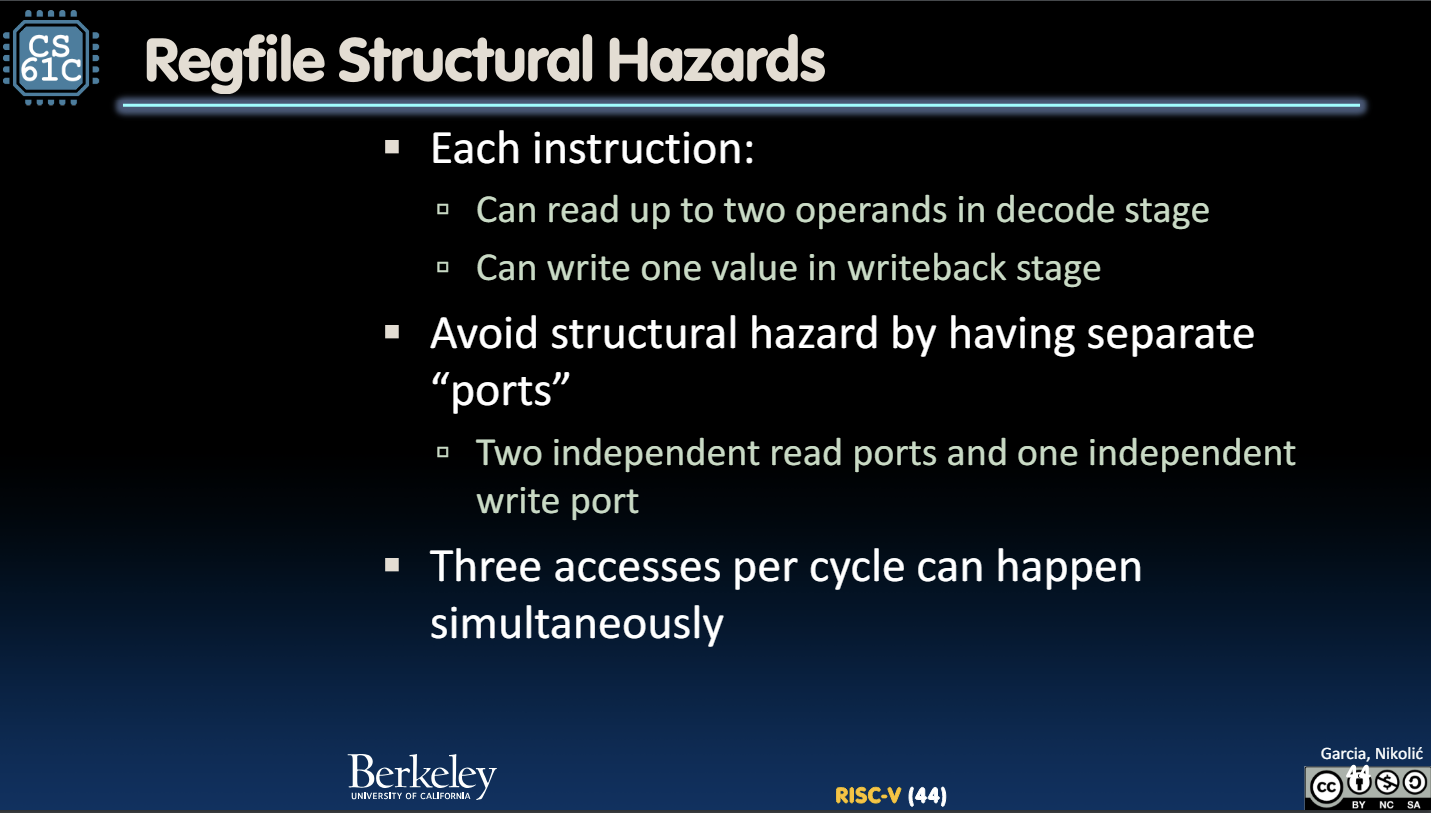 CS
61C
Regfile Structural Hazards
Each instruction:
Can read up to two operands in decode stage
Can write one value in writeback stage
Avoid structural hazard by having separate
“ports”
Two independent read ports and one independent
write port
Three accesses per cycle can happen
simultaneously
Berkeley
UNIVERSITY OF CALIFORNIA
RISC-V (44)
Garcia, Nikolić
44
cc
BY NC SA